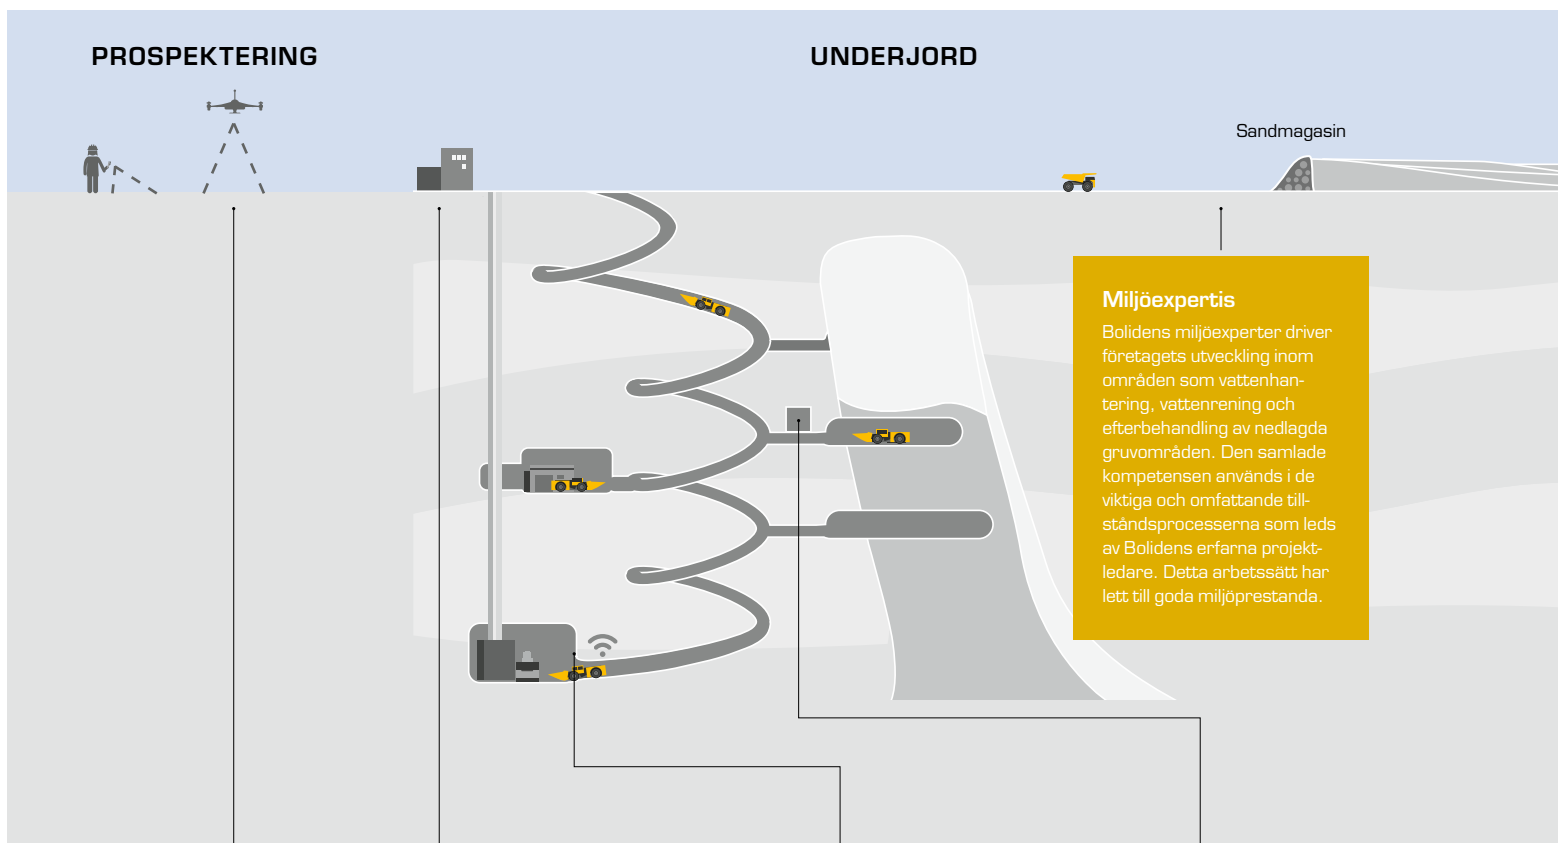 PROSPEKTERING
UNDERJORD
Sandmagasin
Miljöexpertis
Bolidens miljöexperter driver
företagets utveckling inom
områden som vattenhan-
tering, vattenrening och
efterbehandling av nedlagda
gruvområden. Den samlade
kompetensen används i de
viktiga och omfattande till-
ståndsprocesserna som leds
av Bolidens erfarna projekt-
ledare. Detta arbetssätt har
lett till goda miljöprestanda.